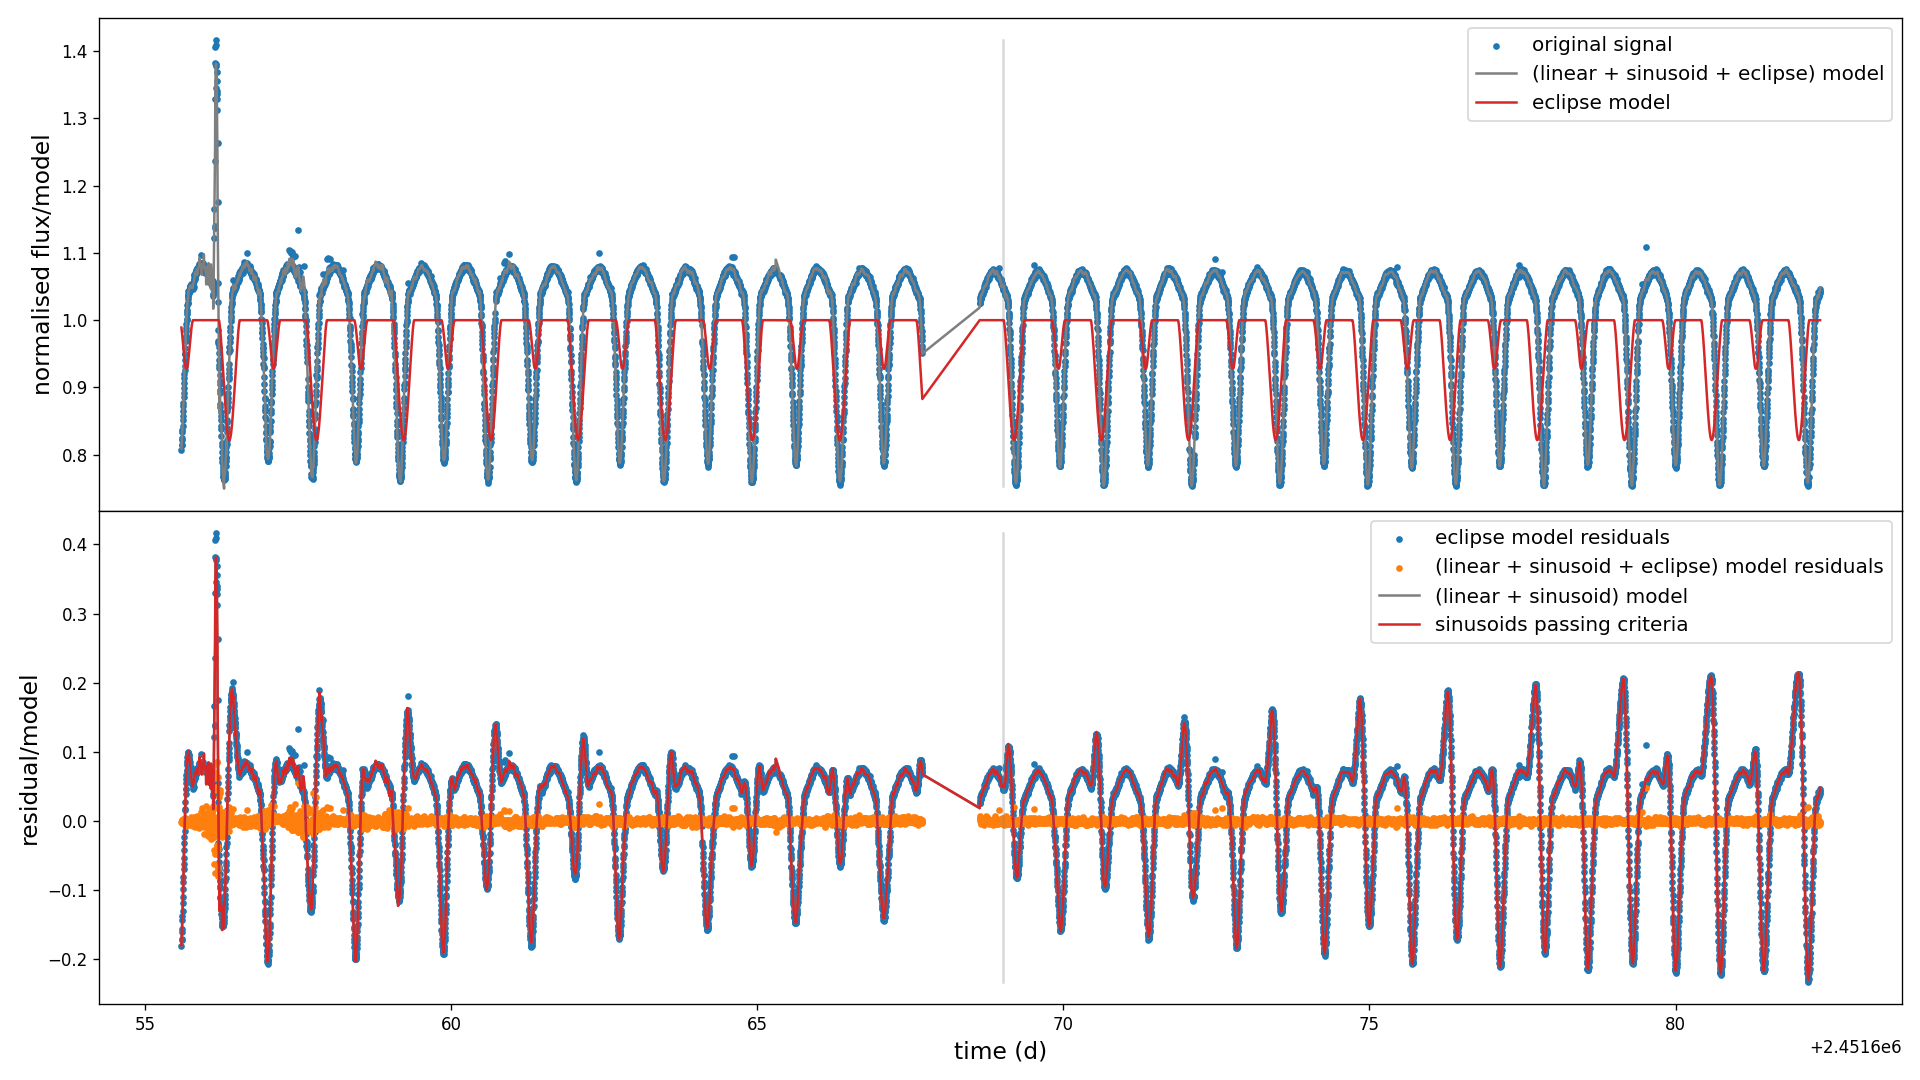 normalised flux/model
1.4
1.3
1.2
1.1
1.0
0.9
0.8
original signal
(linear + sinusoid + eclipse) model
eclipse model
residual/model
0.4
0.3
0.2
0.1
0.0
−0.1
−0.2
eclipse model residuals
(linear + sinusoid + eclipse) model residuals
(linear + sinusoid) model
sinusoids passing criteria
55 60 65 70 75 80
time (d)
+2.4516e6